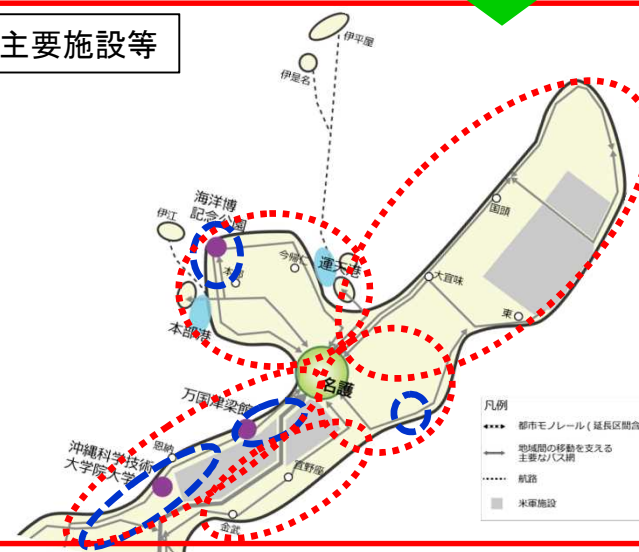 主要施設等
伊平屋
伊是名
海洋博
記念公園
伊江
今帰仁
運天港
本部
本部港
国頭
大宜味
東
名護
万国津梁館
恩納
沖縄科学技術
大学院大学
宜野座
金武
凡例
都市モノレール(延長区間含
地域間の移動を支える
主要なバス網
航路
米軍施設